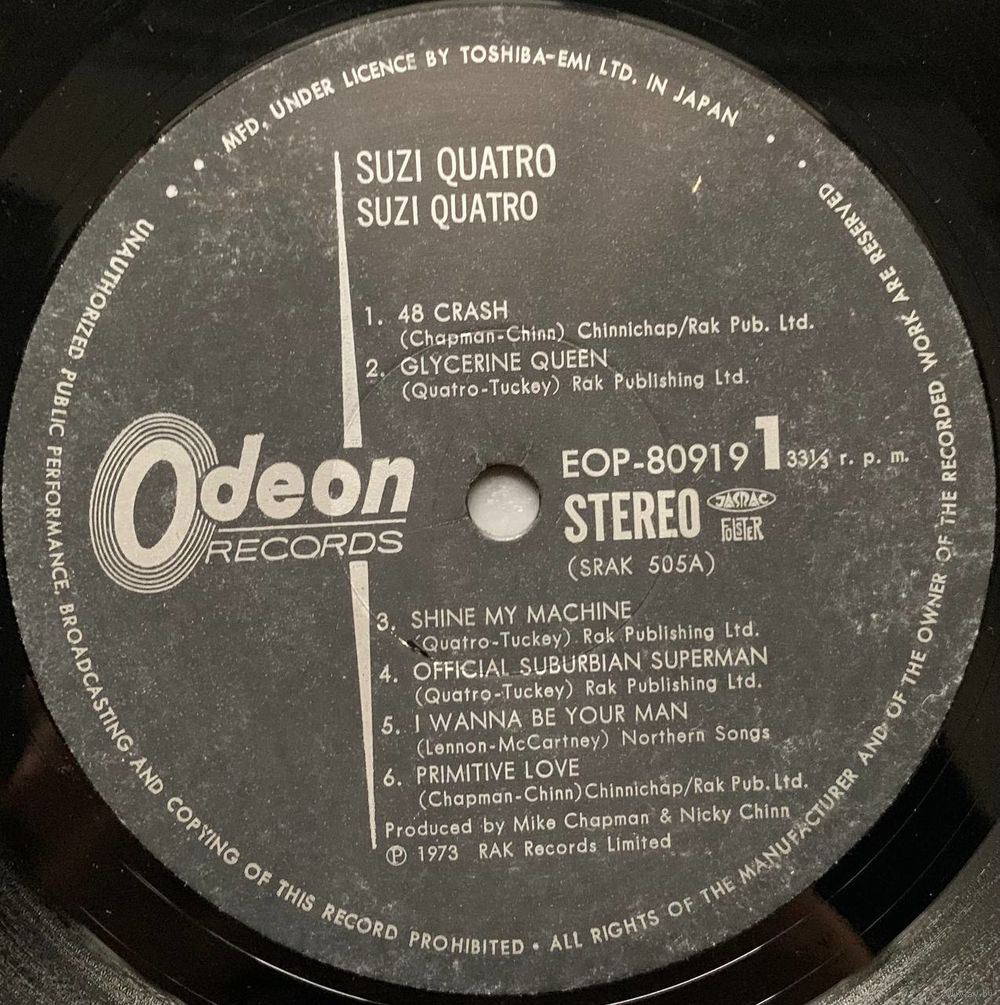 MFD. UNDER LICENCE BY TOSHIBA-EMI LTD. IN JAPAN
SUZI QUATRO
SUZI QUATRO
1. 48 CRASH
(Chapman-Chinn) Chinnichap/Rak Pub. Ltd.
2. GLYCERINE QUEEN
(Quatro-Tuckey) Rak Publishing Ltd.
Odeon
RECORDS
EOP-80919 1 33⅓ r. p. m.
STEREO JASRAC
FOLSTER
(SRAK 505A)
3. SHINE MY MACHINE
(Quatro-Tuckey) Rak Publishing Ltd.
4. OFFICIAL SUBURBIAN SUPERMAN
(Quatro-Tuckey) Rak Publishing Ltd.
5. I WANNA BE YOUR MAN
(Lennon-McCartney) Northern Songs
6. PRIMITIVE LOVE
(Chapman-Chinn) Chinnichap/Rak Pub. Ltd.
Produced by Mike Chapman & Nicky Chinn
Ⓟ 1973 RAK Records Limited
UNAUTHORIZED PUBLIC PERFORMANCE, BROADCASTING, AND COPYING OF THIS RECORD PROHIBITED • ALL RIGHTS OF THE MANUFACTURER AND OF THE OWNER OF THE RECORDED WORK ARE RESERVED